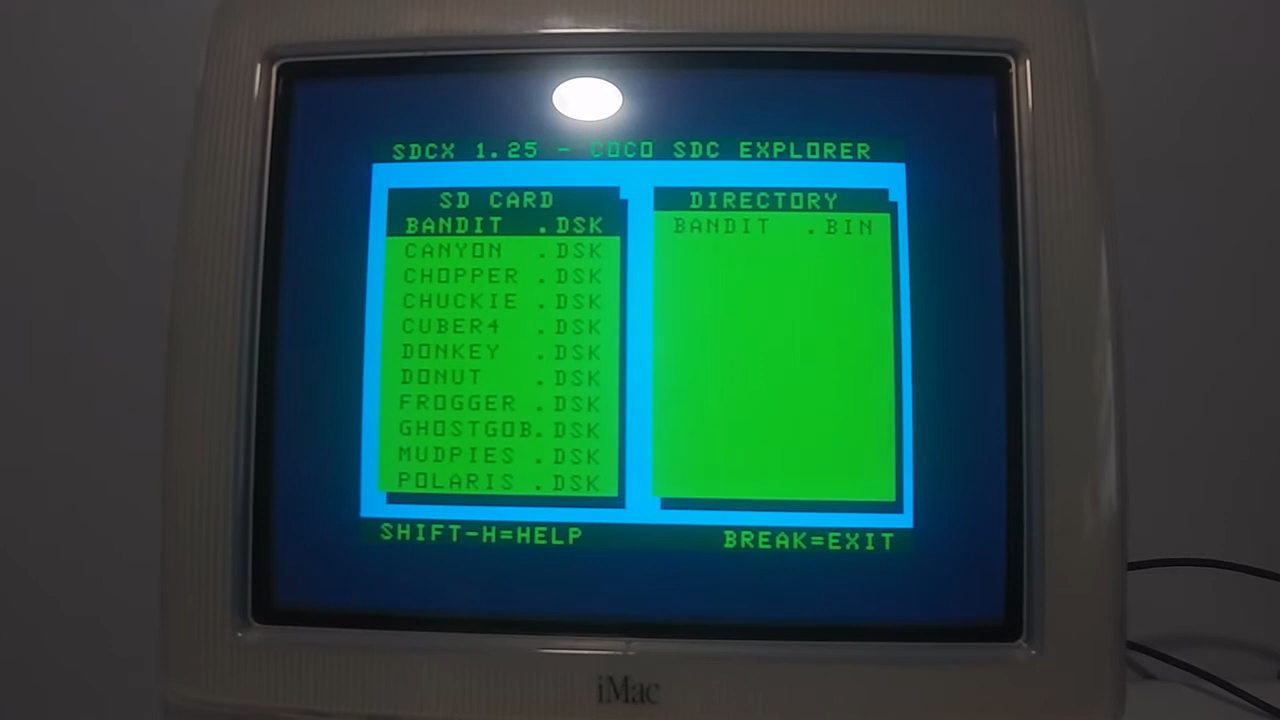 SDCX 1.25 - COCO SDC EXPLORER
SD CARD
BANDIT .DSK
CANYON .DSK
CHOPPER .DSK
CHUCKIE .DSK
CUBER4 .DSK
DONKEY .DSK
DONUT .DSK
FROGGER .DSK
GHOSTGOB.DSK
MUDPIES .DSK
POLARIS .DSK
DIRECTORY
BANDIT .BIN
SHIFT-H=HELP
BREAK=EXIT
iMac